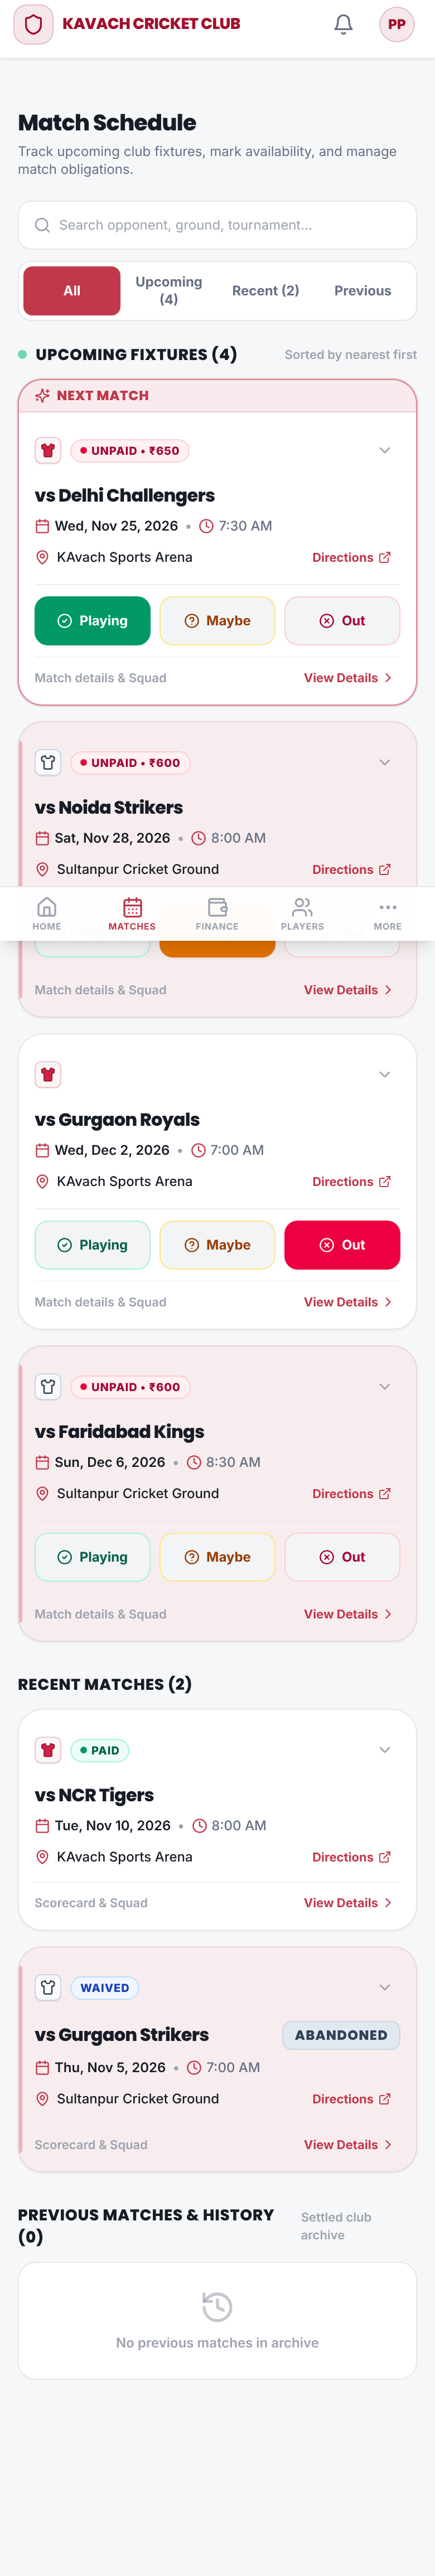 KAVACH CRICKET CLUB
PP
Match Schedule
Track upcoming club fixtures, mark availability, and manage
match obligations.
Search opponent, ground, tournament...
All
Upcoming
(4)
Recent (2)
Previous
UPCOMING FIXTURES (4)
Sorted by nearest first
NEXT MATCH
UNPAID • ₹650
vs Delhi Challengers
Wed, Nov 25, 2026 • 7:30 AM
KAvach Sports Arena
Directions
Playing
Maybe
Out
Match details & Squad
View Details
UNPAID • ₹600
vs Noida Strikers
Sat, Nov 28, 2026 • 8:00 AM
Sultanpur Cricket Ground
Directions
HOME
MATCHES
FINANCE
PLAYERS
MORE
Match details & Squad
View Details
vs Gurgaon Royals
Wed, Dec 2, 2026 • 7:00 AM
KAvach Sports Arena
Directions
Playing
Maybe
Out
Match details & Squad
View Details
UNPAID • ₹600
vs Faridabad Kings
Sun, Dec 6, 2026 • 8:30 AM
Sultanpur Cricket Ground
Directions
Playing
Maybe
Out
Match details & Squad
View Details
RECENT MATCHES (2)
PAID
vs NCR Tigers
Tue, Nov 10, 2026 • 8:00 AM
KAvach Sports Arena
Directions
Scorecard & Squad
View Details
WAIVED
vs Gurgaon Strikers
ABANDONED
Thu, Nov 5, 2026 • 7:00 AM
Sultanpur Cricket Ground
Directions
Scorecard & Squad
View Details
PREVIOUS MATCHES & HISTORY
(0)
Settled club
archive
No previous matches in archive